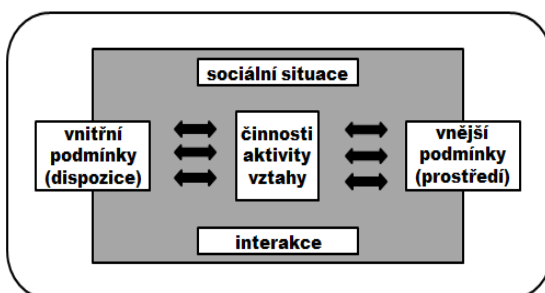 sociální situace
vnitřní
podmínky
(dispozice)
činnosti
aktivity
vztahy
vnější
podmínky
(prostředí)
interakce